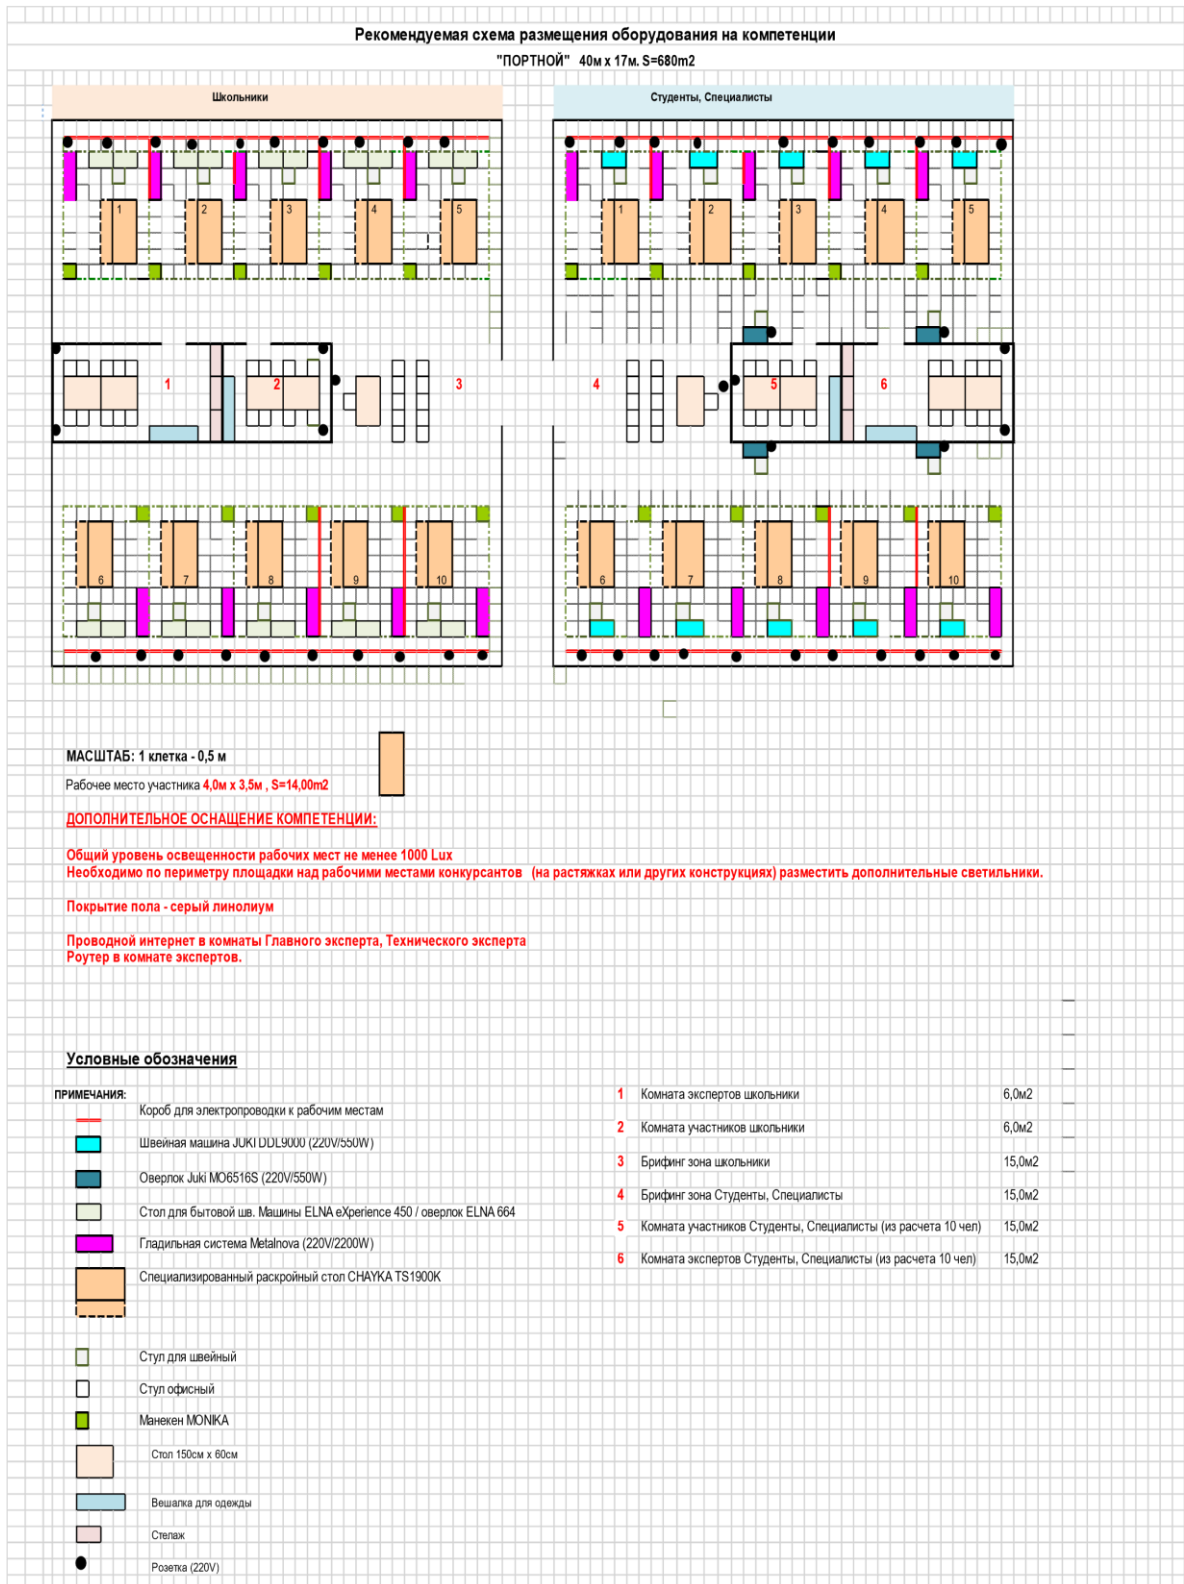 Рекомендуемая схема размещения оборудования на компетенции
"ПОРТНОЙ" 40м х 17м. S=680m2
Школьники
Студенты, Специалисты
1 2 3 4 5
1 2 3 4 5
1 2 3 4 5 6
6 7 8 9 10
6 7 8 9 10
МАСШТАБ: 1 клетка - 0,5 м
Рабочее место участника 4,0м х 3,5м , S=14,00m2
ДОПОЛНИТЕЛЬНОЕ ОСНАЩЕНИЕ КОМПЕТЕНЦИИ:
Общий уровень освещенности рабочих мест не менее 1000 Lux
Необходимо по периметру площадки над рабочими местами конкурсантов (на растяжках или других конструкциях) разместить дополнительные светильники.
Покрытие пола - серый линолиум
Проводной интернет в комнаты Главного эксперта, Технического эксперта
Роутер в комнате экспертов.
Условные обозначения
ПРИМЕЧАНИЯ:
Короб для электропроводки к рабочим местам
Швейная машина JUKI DDL9000 (220V/550W)
Оверлок Juki MO6516S (220V/550W)
Стол для бытовой шв. Машины ELNA eXperience 450 / оверлок ELNA 664
Гладильная система Metalnova (220V/2200W)
Специализированный раскройный стол CHAYKA TS1900K
Стул для швейный
Стул офисный
Манекен MONIKA
Стол 150см х 60см
Вешалка для одежды
Стелаж
Розетка (220V)
1 Комната экспертов школьники 6,0м2
2 Комната участников школьники 6,0м2
3 Брифинг зона школьники 15,0м2
4 Брифинг зона Студенты, Специалисты 15,0м2
5 Комната участников Студенты, Специалисты (из расчета 10 чел) 15,0м2
6 Комната экспертов Студенты, Специалисты (из расчета 10 чел) 15,0м2